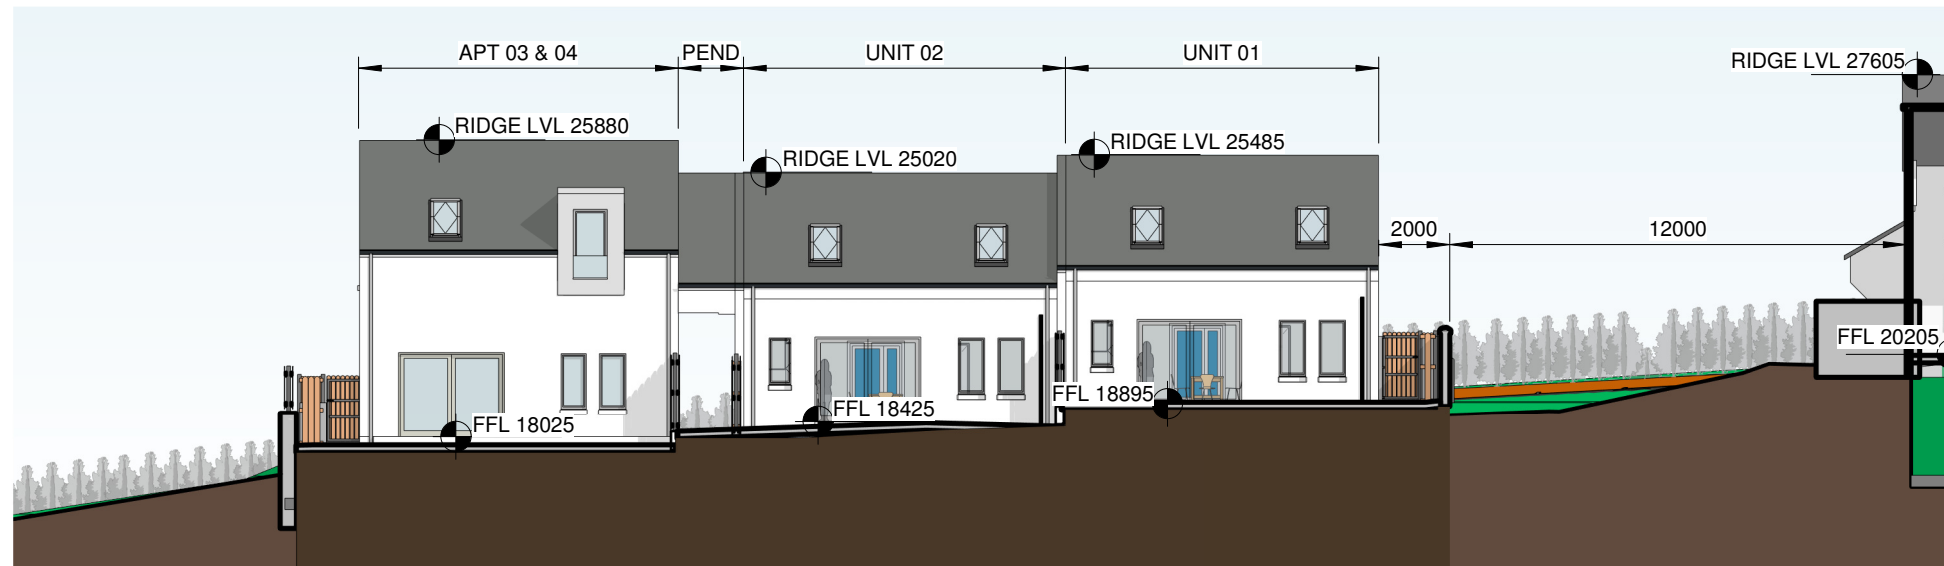 APT 03 & 04
PEND
UNIT 02
UNIT 01
RIDGE LVL 27605
RIDGE LVL 25880
RIDGE LVL 25020
RIDGE LVL 25485
2000
12000
FFL 20205
FFL 18895
FFL 18425
FFL 18025